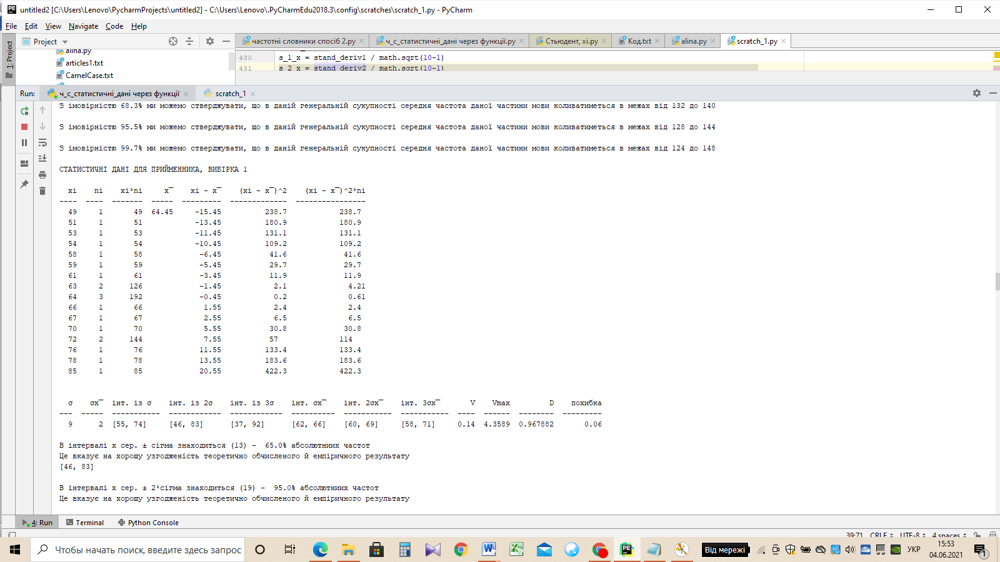 untitled2 [C:\Users\Lenovo\PycharmProjects\untitled2] - C:\Users\Lenovo\.PyCharmEdu2018.3\config\scratches\scratch_1.py - PyCharm
File Edit View Navigate Code Help
1: Project
Project
частотні словники спосіб 2.py
ч_с_статистичні_дані через функції.py
Стьюдент, хі.py
Код.txt
alina.py
scratch_1.py
alina.py
articles1.txt
CamelCase.txt
430 s_1_x = stand_deriv1 / math.sqrt(10-1)
431 s_2_x = stand_deriv2 / math.sqrt(10-1)
Run: ч_с_статистичні_дані через функції scratch_1
З імовірністю 68.3% ми можемо стверджувати, що в даній генеральній сукупності середня частота даної частини мови коливатиметься в межах від 132 до 140
З імовірністю 95.5% ми можемо стверджувати, що в даній генеральній сукупності середня частота даної частини мови коливатиметься в межах від 128 до 144
З імовірністю 99.7% ми можемо стверджувати, що в даній генеральній сукупності середня частота даної частини мови коливатиметься в межах від 124 до 148
СТАТИСТИЧНІ ДАНІ ДЛЯ ПРИЙМЕННИКА, ВИБІРКА 1
xi ni xi*ni x¯ xi - x¯ (xi - x¯)^2 (xi - x¯)^2*ni
---- ---- ------- ----- --------- ------------- ----------------
49 1 49 64.45 -15.45 238.7 238.7
51 1 51 -13.45 180.9 180.9
53 1 53 -11.45 131.1 131.1
54 1 54 -10.45 109.2 109.2
58 1 58 -6.45 41.6 41.6
59 1 59 -5.45 29.7 29.7
61 1 61 -3.45 11.9 11.9
63 2 126 -1.45 2.1 4.21
64 3 192 -0.45 0.2 0.61
66 1 66 1.55 2.4 2.4
67 1 67 2.55 6.5 6.5
70 1 70 5.55 30.8 30.8
72 2 144 7.55 57 114
76 1 76 11.55 133.4 133.4
78 1 78 13.55 183.6 183.6
85 1 85 20.55 422.3 422.3
σ σx¯ інт. із σ інт. із 2σ інт. із 3σ інт. σx¯ інт. 2σx¯ інт. 3σx¯ V Vmax D похибка
--- ----- ----------- ------------ ------------ ---------- ----------- ----------- ---- ------ -------- ---------
9 2 [55, 74] [46, 83] [37, 92] [62, 66] [60, 69] [58, 71] 0.14 4.3589 0.967882 0.06
В інтервалі x сер. ± сігма знаходиться (13) - 65.0% абсолютниих частот
Це вказує на хорошу узгодженість теоретично обчисленого й емпіричного результату
[46, 83]
В інтервалі x сер. ± 2*сігма знаходиться (19) - 95.0% абсолютниих частот
Це вказує на хорошу узгодженість теоретично обчисленого й емпіричного результату
4: Run Terminal Python Console
39:71 CRLF UTF-8 4 spaces
Чтобы начать поиск, введите здесь запрос
Від мережі
УКР
15:53
04.06.2021
1